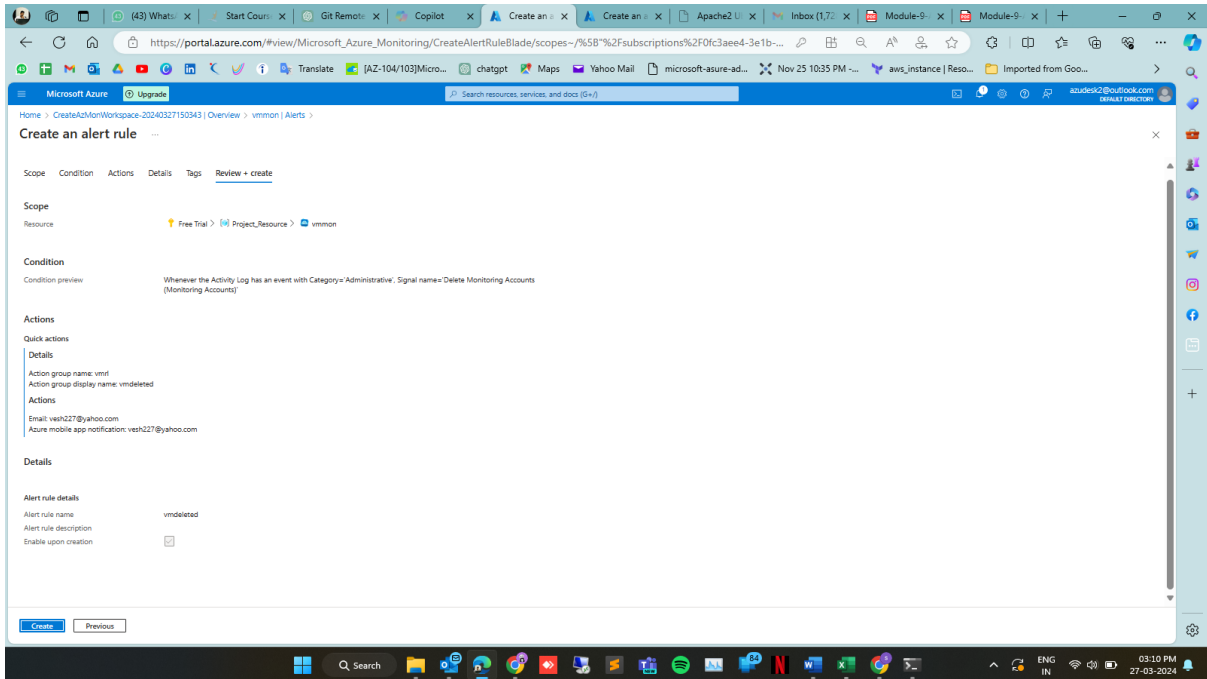 (43) Whats
Start Cours
Git Remote
Copilot
Create an a
Create an a
Apache2 U
Inbox (1,72
Module-9-
Module-9-
https://portal.azure.com/#view/Microsoft_Azure_Monitoring/CreateAlertRuleBlade/scopes~/%5B"%2Fsubscriptions%2F0fc3aee4-3e1b-...
Translate
[AZ-104/103]Micro...
chatgpt
Maps
Yahoo Mail
microsoft-asure-ad...
Nov 25 10:35 PM -...
aws_instance | Reso...
Imported from Goo...
Microsoft Azure
Upgrade
Search resources, services, and docs (G+/)
1
azudesk2@outlook.com
DEFAULT DIRECTORY
Home > CreateAzMonWorkspace-20240327150343 | Overview > vmmon | Alerts >
Create an alert rule ...
Scope Condition Actions Details Tags Review + create
Scope
Resource
Free Trial > Project_Resource > vmmon
Condition
Condition preview
Whenever the Activity Log has an event with Category='Administrative', Signal name='Delete Monitoring Accounts
(Monitoring Accounts)'
Actions
Quick actions
Details
Action group name: vmrl
Action group display name: vmdeleted
Actions
Email: vesh227@yahoo.com
Azure mobile app notification: vesh227@yahoo.com
Details
Alert rule details
Alert rule name vmdeleted
Alert rule description
Enable upon creation
Create Previous
Search
84
ENG
IN
03:10 PM
27-03-2024